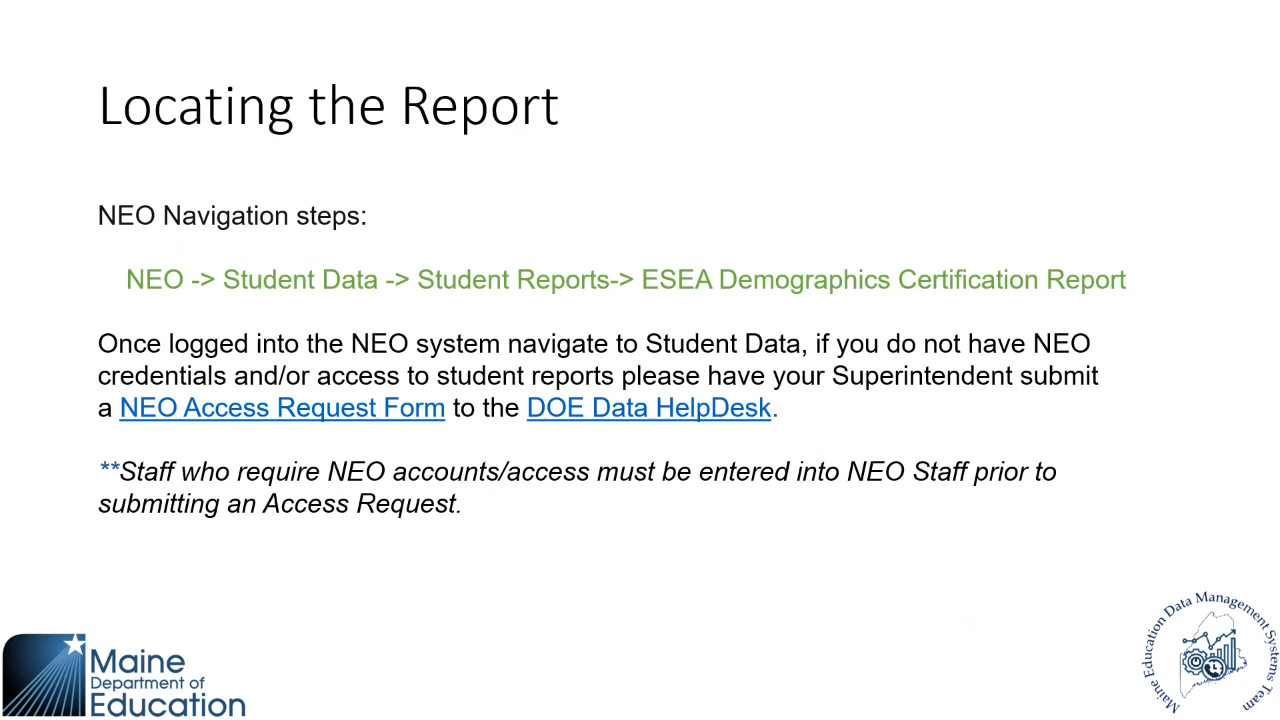 Locating the Report
NEO Navigation steps:
NEO -> Student Data -> Student Reports-> ESEA Demographics Certification Report
Once logged into the NEO system navigate to Student Data, if you do not have NEO
credentials and/or access to student reports please have your Superintendent submit
a NEO Access Request Form to the DOE Data HelpDesk.
**Staff who require NEO accounts/access must be entered into NEO Staff prior to
submitting an Access Request.
Maine
Department of
Education
Maine Education Data Management Systems Team